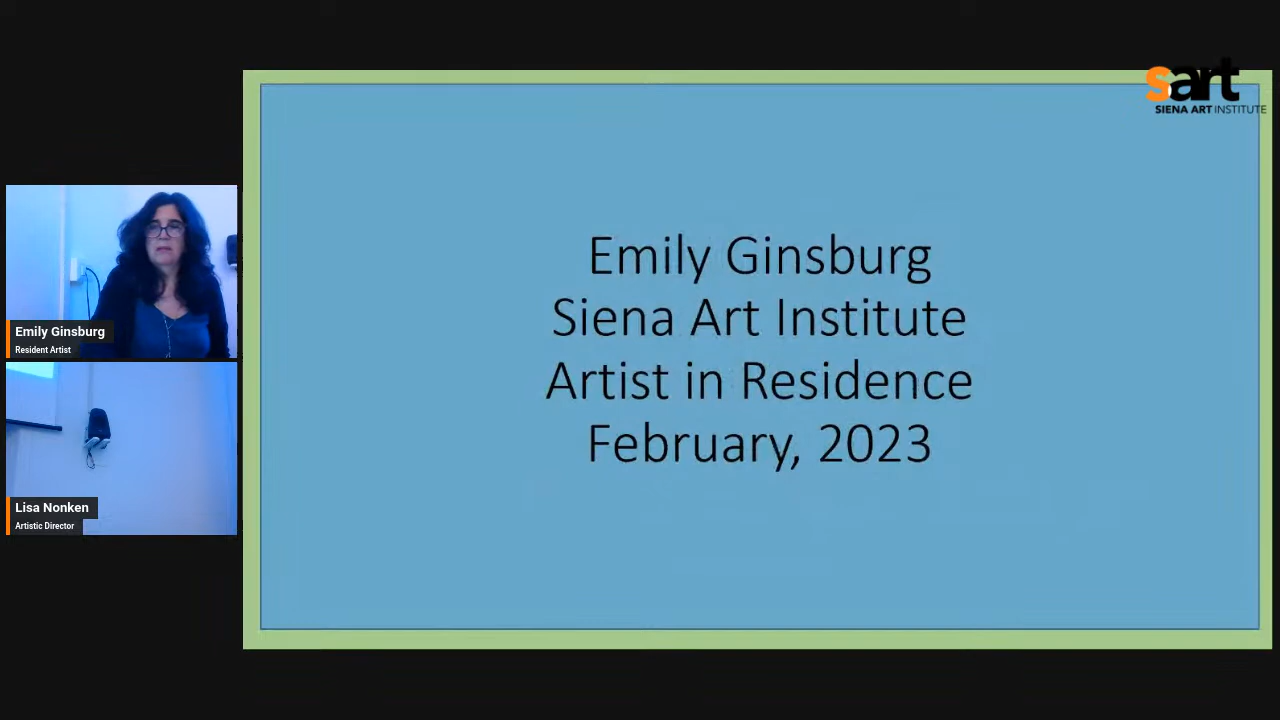 sart
SIENA ART INSTITUTE
Emily Ginsburg
Siena Art Institute
Artist in Residence
February, 2023
Emily Ginsburg
Resident Artist
Lisa Nonken
Artistic Director